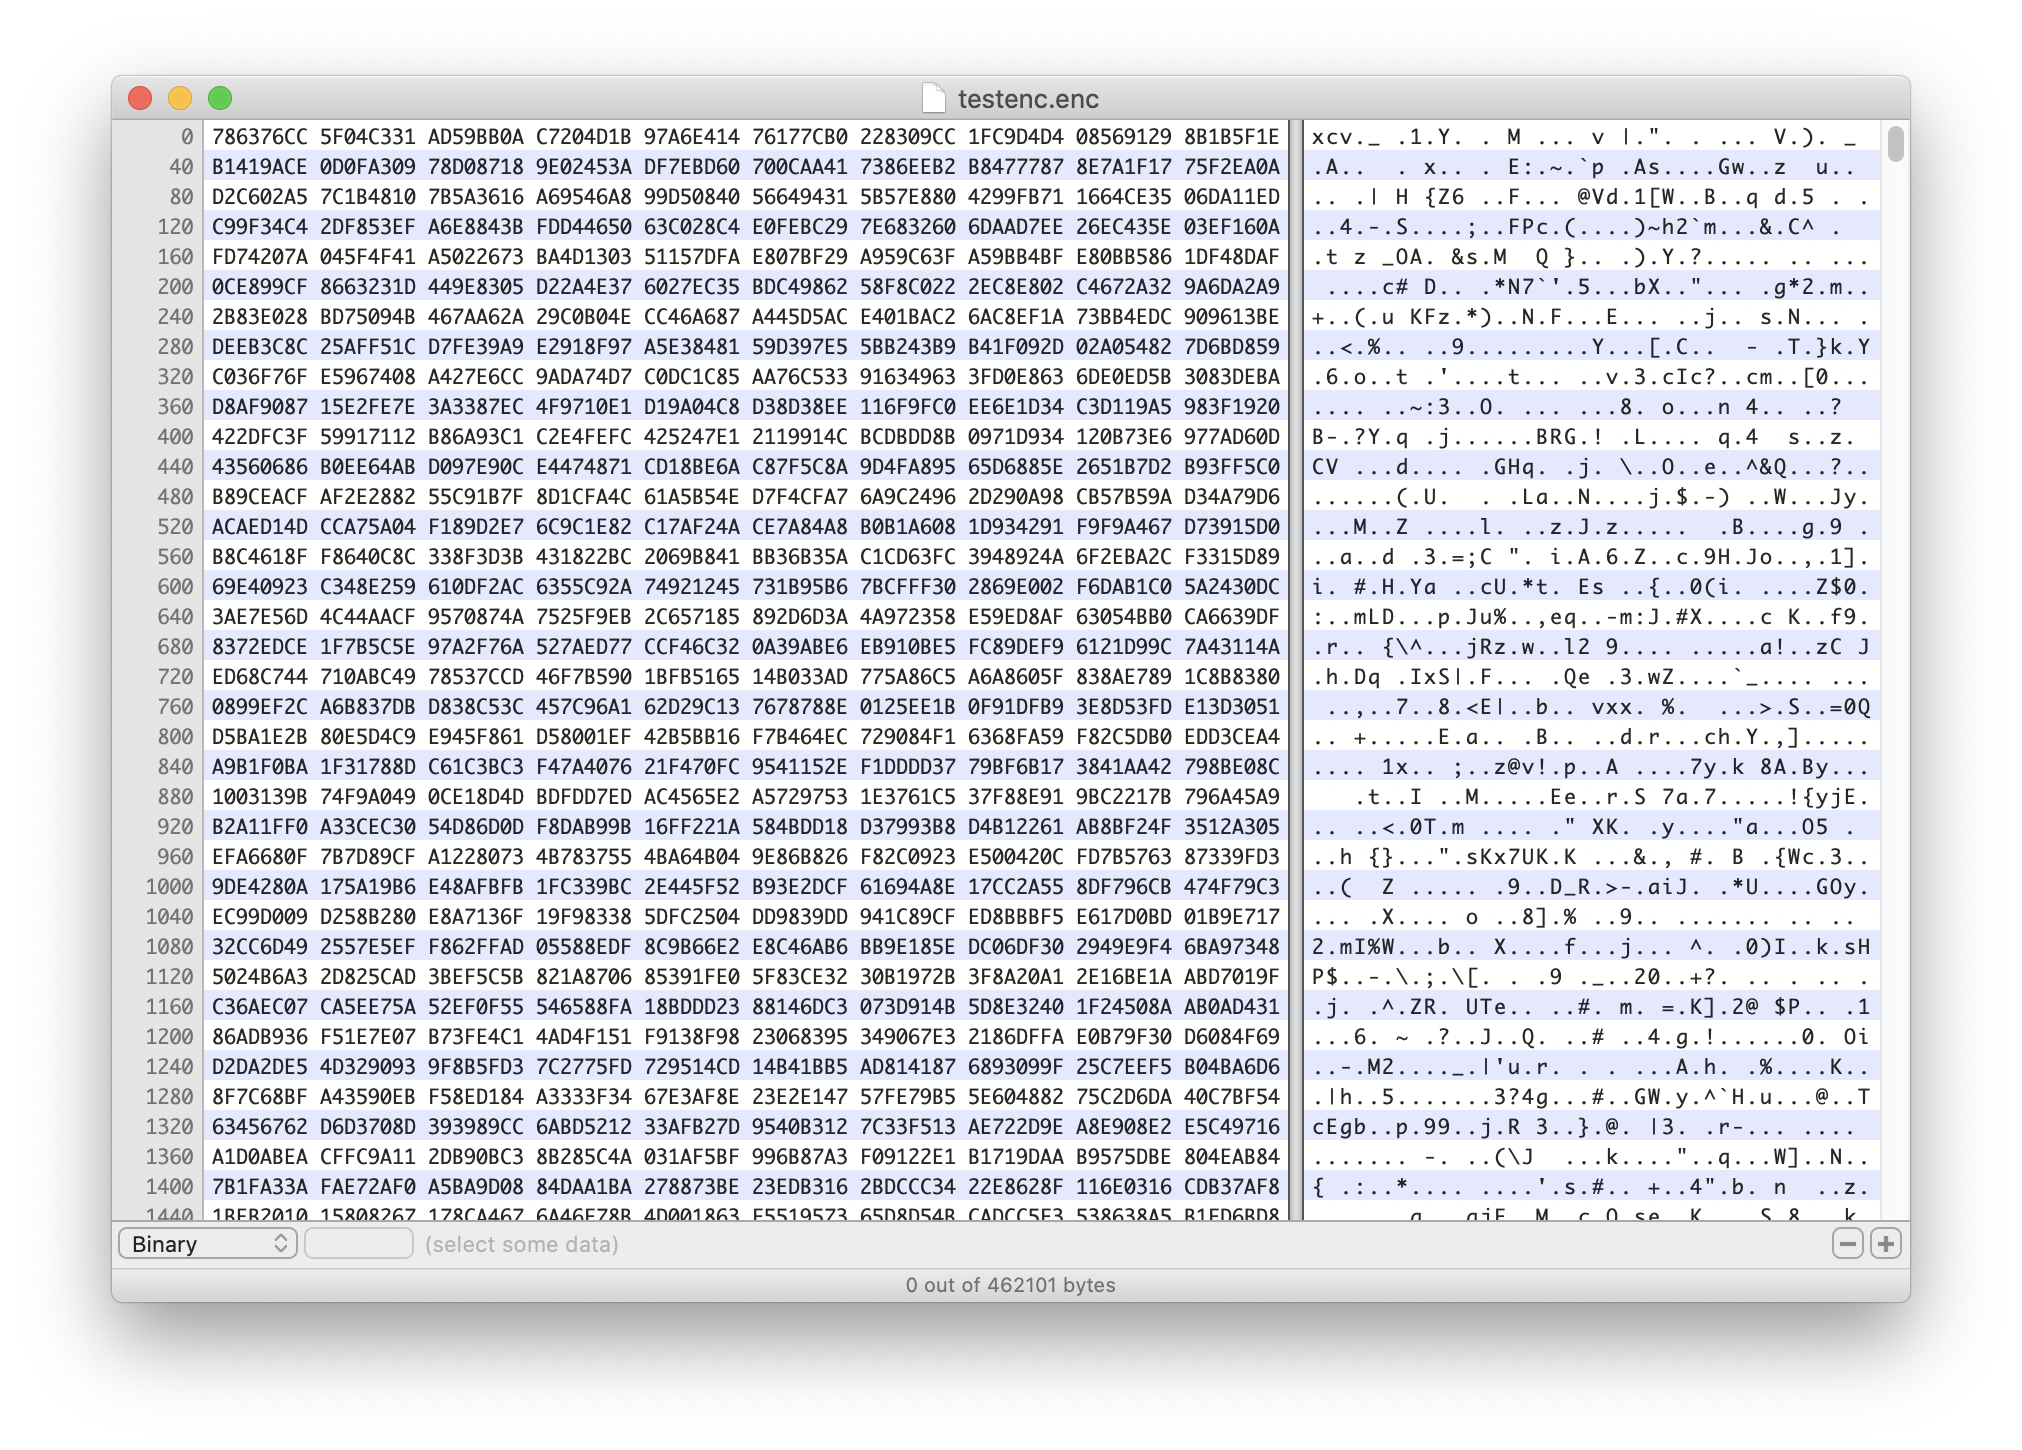 testenc.enc
0 786376CC 5F04C331 AD59BB0A C7204D1B 97A6E414 76177CB0 228309CC 1FC9D4D4 08569129 8B1B5F1E xcv._ .1.Y. . M ... v |.". . ... V.). _
40 B1419ACE 0D0FA309 78D08719 9E02453A DF7EBD60 700CAA41 7386EEB2 B8477787 8E7A1F17 75F2EA0A .A.. . x.. . E:.~.`p .As....Gw..z u..
80 D2C602A5 7C1B4810 7B5A3616 A69546A8 99D50840 56649431 5B57E880 4299FB71 1664CE35 06DA11ED .. .| H {Z6 ..F... @Vd.1[W..B..q d.5 . .
120 C99F34C4 2DF853EF A6E8843B FDD44650 63C028C4 E0FEBC29 7E683260 6DAAD7EE 26EC435E 03EF160A ..4.-.S....;..FPc.(....)~h2`m...&.C^ .
160 FD74207A 045F4F41 A5022673 BA4D1303 51157DFA E807BF29 A959C63F A59BB4BF E80BB586 1DF48DAF .t z _OA. &s.M Q }.. .).Y.?..... .. ...
200 0CE899CF 8663231D 449E8305 D22A4E37 6027EC35 BDC49862 58F8C022 2EC8E802 C4672A32 9A6DA2A9 ....c# D.. .*N7`'.5...bX.."... .g*2.m..
240 2B83E028 BD75094B 467AA62A 29C0B04E CC46A687 A445D5AC E401BAC2 6AC8EF1A 73BB4EDC 909613BE +..(.u KFz.*)..N.F...E... ..j.. s.N... .
280 DEEB3C8C 25AFF51C D7FE39A9 E2918F97 A5E38481 59D397E5 5BB243B9 B41F092D 02A05482 7D6BD859 ..<.%.. ..9.........Y...[.C.. - .T.}k.Y
320 C036F76F E5967408 A427E6CC 9ADA74D7 C0DC1C85 AA76C533 91634963 3FD0E863 6DE0ED5B 3083DEBA .6.o..t .'....t... ..v.3.cIc?..cm..[0...
360 D8AF9087 15E2FE7E 3A3387EC 4F9710E1 D19A04C8 D38D38EE 116F9FC0 EE6E1D34 C3D119A5 983F1920 .... ..~:3..O. ... ...8. o...n 4.. ..?
400 422DFC3F 59917112 B86A93C1 C2E4FEFC 425247E1 2119914C BCDBDD8B 0971D934 120B73E6 977AD60D B-.?Y.q .j......BRG.! .L.... q.4 s..z.
440 43560686 B0EE64AB D097E90C E4474871 CD18BE6A C87F5C8A 9D4FA895 65D6885E 2651B7D2 B93FF5C0 CV ...d.... .GHq. .j. \..O..e..^&Q...?..
480 B89CEACF AF2E2882 55C91B7F 8D1CFA4C 61A5B54E D7F4CFA7 6A9C2496 2D290A98 CB57B59A D34A79D6 ......(.U. . .La..N....j.$.-) ..W...Jy.
520 ACAED14D CCA75A04 F189D2E7 6C9C1E82 C17AF24A CE7A84A8 B0B1A608 1D934291 F9F9A467 D73915D0 ...M..Z ....l. ..z.J.z..... .B....g.9 .
560 B8C4618F F8640C8C 338F3D3B 431822BC 2069B841 BB36B35A C1CD63FC 3948924A 6F2EBA2C F3315D89 ..a..d .3.=;C ". i.A.6.Z..c.9H.Jo..,.1].
600 69E40923 C348E259 610DF2AC 6355C92A 74921245 731B95B6 7BCFFF30 2869E002 F6DAB1C0 5A2430DC i. #.H.Ya ..cU.*t. Es ..{..0(i. ....Z$0.
640 3AE7E56D 4C44AACF 9570874A 7525F9EB 2C657185 892D6D3A 4A972358 E59ED8AF 63054BB0 CA6639DF :..mLD...p.Ju%..,eq..-m:J.#X....c K..f9.
680 8372EDCE 1F7B5C5E 97A2F76A 527AED77 CCF46C32 0A39ABE6 EB910BE5 FC89DEF9 6121D99C 7A43114A .r.. {\^...jRz.w..l2 9.... .....a!..zC J
720 ED68C744 710ABC49 78537CCD 46F7B590 1BFB5165 14B033AD 775A86C5 A6A8605F 838AE789 1C8B8380 .h.Dq .IxS|.F... .Qe .3.wZ....`_.... ...
760 0899EF2C A6B837DB D838C53C 457C96A1 62D29C13 7678788E 0125EE1B 0F91DFB9 3E8D53FD E13D3051 ..,..7..8.<E|..b.. vxx. %. ...>.S..=0Q
800 D5BA1E2B 80E5D4C9 E945F861 D58001EF 42B5BB16 F7B464EC 729084F1 6368FA59 F82C5DB0 EDD3CEA4 .. +.....E.a.. .B.. ..d.r...ch.Y.,].....
840 A9B1F0BA 1F31788D C61C3BC3 F47A4076 21F470FC 9541152E F1DDDD37 79BF6B17 3841AA42 798BE08C .... 1x.. ;..z@v!.p..A ....7y.k 8A.By...
880 1003139B 74F9A049 0CE18D4D BDFDD7ED AC4565E2 A5729753 1E3761C5 37F88E91 9BC2217B 796A45A9 .t..I ..M.....Ee..r.S 7a.7.....!{yjE.
920 B2A11FF0 A33CEC30 54D86D0D F8DAB99B 16FF221A 584BDD18 D37993B8 D4B12261 AB8BF24F 3512A305 .. ..<.0T.m .... ." XK. .y...."a...O5 .
960 EFA6680F 7B7D89CF A1228073 4B783755 4BA64B04 9E86B826 F82C0923 E500420C FD7B5763 87339FD3 ..h {}...".sKx7UK.K ...&., #. B .{Wc.3..
1000 9DE4280A 175A19B6 E48AFBFB 1FC339BC 2E445F52 B93E2DCF 61694A8E 17CC2A55 8DF796CB 474F79C3 ..( Z ..... .9..D_R.>-.aiJ. .*U....GOy.
1040 EC99D009 D258B280 E8A7136F 19F98338 5DFC2504 DD9839DD 941C89CF ED8BBBF5 E617D0BD 01B9E717 ... .X.... o ..8].% ..9.. ........ .. ..
1080 32CC6D49 2557E5EF F862FFAD 05588EDF 8C9B66E2 E8C46AB6 BB9E185E DC06DF30 2949E9F4 6BA97348 2.mI%W...b.. X....f...j... ^. .0)I..k.sH
1120 5024B6A3 2D825CAD 3BEF5C5B 821A8706 85391FE0 5F83CE32 30B1972B 3F8A20A1 2E16BE1A ABD7019F P$..-.\.;.\[. . .9 ._..20..+?. .. . ... .
1160 C36AEC07 CA5EE75A 52EF0F55 546588FA 18BDDD23 88146DC3 073D914B 5D8E3240 1F24508A AB0AD431 .j. .^.ZR. UTe.. ..#. m. =.K].2@ $P.. .1
1200 86ADB936 F51E7E07 B73FE4C1 4AD4F151 F9138F98 23068395 349067E3 2186DFFA E0B79F30 D6084F69 ...6. ~ .?..J..Q. ..# ..4.g.!......0. Oi
1240 D2DA2DE5 4D329093 9F8B5FD3 7C2775FD 729514CD 14B41BB5 AD814187 6893099F 25C7EEF5 B04BA6D6 ..-.M2...._.|'u.r. . . ...A.h. .%....K..
1280 8F7C68BF A43590EB F58ED184 A3333F34 67E3AF8E 23E2E147 57FE79B5 5E604882 75C2D6DA 40C7BF54 .|h..5.......3?4g...#..GW.y.^`H.u...@..T
1320 63456762 D6D3708D 393989CC 6ABD5212 33AFB27D 9540B312 7C33F513 AE722D9E A8E908E2 E5C49716 cEgb..p.99..j.R 3..}.@. |3. .r-... ....
1360 A1D0ABEA CFFC9A11 2DB90BC3 8B285C4A 031AF5BF 996B87A3 F09122E1 B1719DAA B9575DBE 804EAB84 ....... -. ..(\J ...k...."..q...W]..N..
1400 7B1FA33A FAE72AF0 A5BA9D08 84DAA1BA 278873BE 23EDB316 2BDCCC34 22E8628F 116E0316 CDB37AF8 { .:..*.... ....'.s.#.. +..4".b. n ..z.
1440
Binary (select some data)
0 out of 462101 bytes